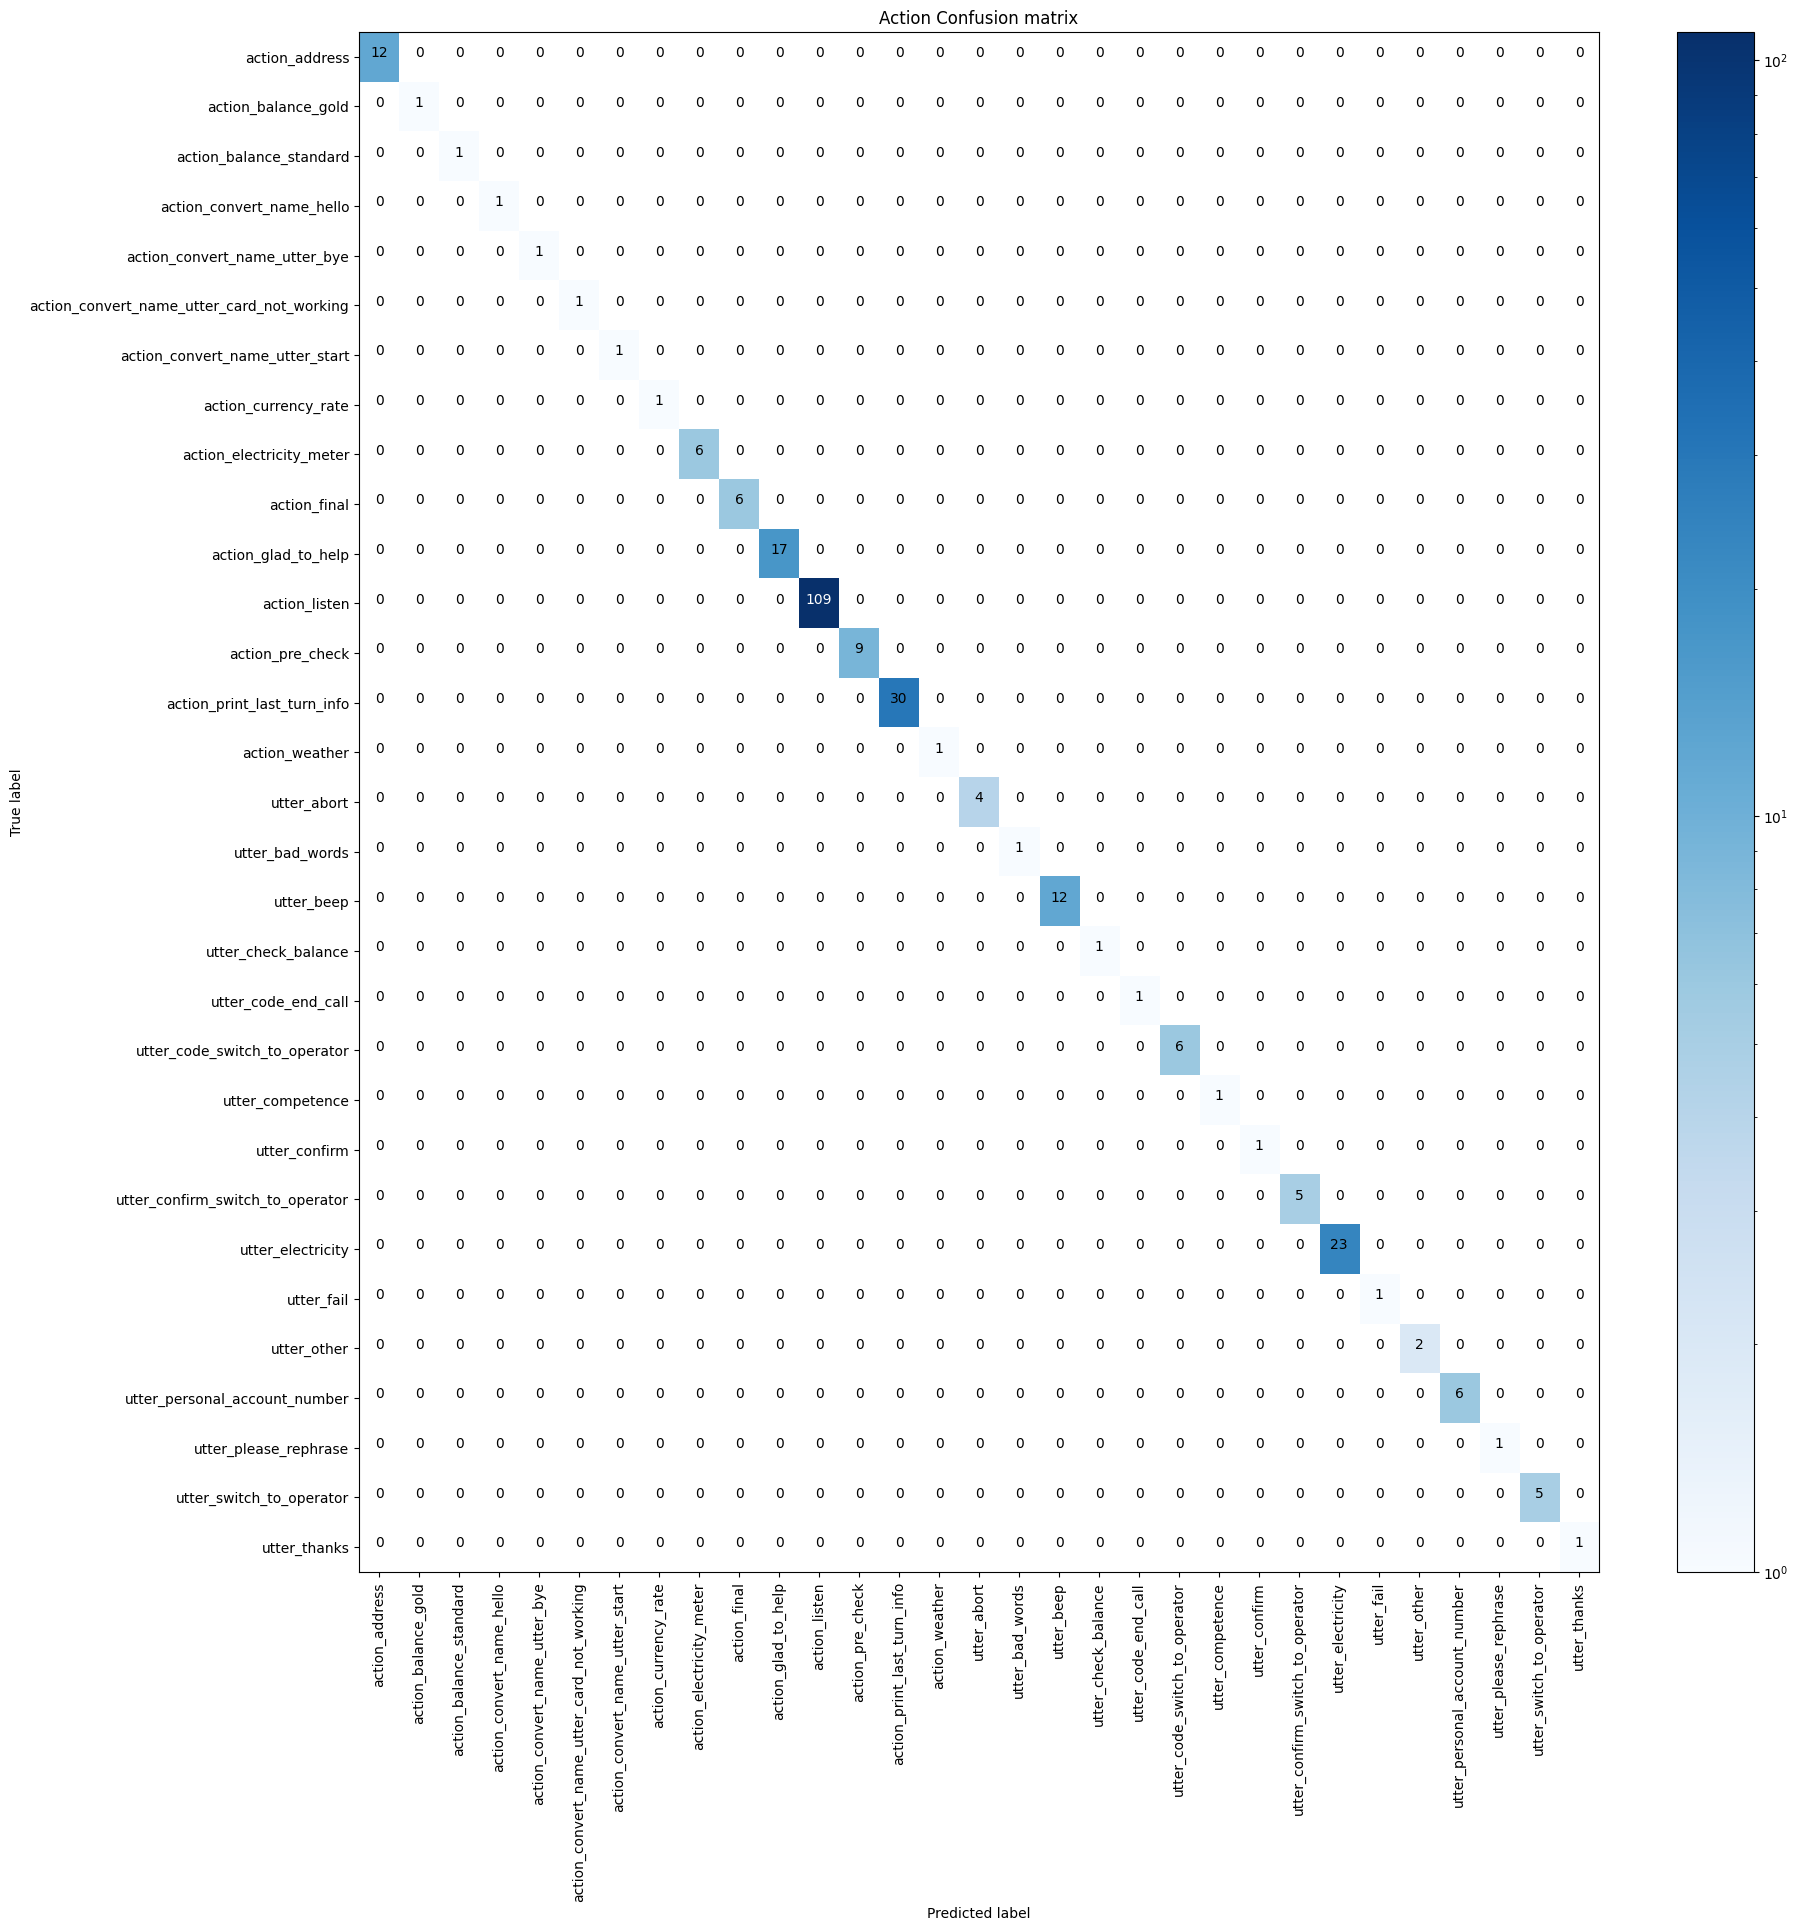 Action Confusion matrix
action_address 12 0 0 0 0 0 0 0 0 0 0 0 0 0 0 0 0 0 0 0 0 0 0 0 0 0 0 0 0 0 0
action_balance_gold 0 1 0 0 0 0 0 0 0 0 0 0 0 0 0 0 0 0 0 0 0 0 0 0 0 0 0 0 0 0 0
action_balance_standard 0 0 1 0 0 0 0 0 0 0 0 0 0 0 0 0 0 0 0 0 0 0 0 0 0 0 0 0 0 0 0
action_convert_name_hello 0 0 0 1 0 0 0 0 0 0 0 0 0 0 0 0 0 0 0 0 0 0 0 0 0 0 0 0 0 0 0
action_convert_name_utter_bye 0 0 0 0 1 0 0 0 0 0 0 0 0 0 0 0 0 0 0 0 0 0 0 0 0 0 0 0 0 0 0
action_convert_name_utter_card_not_working 0 0 0 0 0 1 0 0 0 0 0 0 0 0 0 0 0 0 0 0 0 0 0 0 0 0 0 0 0 0 0
action_convert_name_utter_start 0 0 0 0 0 0 1 0 0 0 0 0 0 0 0 0 0 0 0 0 0 0 0 0 0 0 0 0 0 0 0
action_currency_rate 0 0 0 0 0 0 0 1 0 0 0 0 0 0 0 0 0 0 0 0 0 0 0 0 0 0 0 0 0 0 0
action_electricity_meter 0 0 0 0 0 0 0 0 6 0 0 0 0 0 0 0 0 0 0 0 0 0 0 0 0 0 0 0 0 0 0
action_final 0 0 0 0 0 0 0 0 0 6 0 0 0 0 0 0 0 0 0 0 0 0 0 0 0 0 0 0 0 0 0
action_glad_to_help 0 0 0 0 0 0 0 0 0 0 17 0 0 0 0 0 0 0 0 0 0 0 0 0 0 0 0 0 0 0 0
action_listen 0 0 0 0 0 0 0 0 0 0 0 109 0 0 0 0 0 0 0 0 0 0 0 0 0 0 0 0 0 0 0
action_pre_check 0 0 0 0 0 0 0 0 0 0 0 0 9 0 0 0 0 0 0 0 0 0 0 0 0 0 0 0 0 0 0
action_print_last_turn_info 0 0 0 0 0 0 0 0 0 0 0 0 0 30 0 0 0 0 0 0 0 0 0 0 0 0 0 0 0 0 0
action_weather 0 0 0 0 0 0 0 0 0 0 0 0 0 0 1 0 0 0 0 0 0 0 0 0 0 0 0 0 0 0 0
utter_abort 0 0 0 0 0 0 0 0 0 0 0 0 0 0 0 4 0 0 0 0 0 0 0 0 0 0 0 0 0 0 0
utter_bad_words 0 0 0 0 0 0 0 0 0 0 0 0 0 0 0 0 1 0 0 0 0 0 0 0 0 0 0 0 0 0 0
utter_beep 0 0 0 0 0 0 0 0 0 0 0 0 0 0 0 0 0 12 0 0 0 0 0 0 0 0 0 0 0 0 0
utter_check_balance 0 0 0 0 0 0 0 0 0 0 0 0 0 0 0 0 0 0 1 0 0 0 0 0 0 0 0 0 0 0 0
utter_code_end_call 0 0 0 0 0 0 0 0 0 0 0 0 0 0 0 0 0 0 0 1 0 0 0 0 0 0 0 0 0 0 0
utter_code_switch_to_operator 0 0 0 0 0 0 0 0 0 0 0 0 0 0 0 0 0 0 0 0 6 0 0 0 0 0 0 0 0 0 0
utter_competence 0 0 0 0 0 0 0 0 0 0 0 0 0 0 0 0 0 0 0 0 0 1 0 0 0 0 0 0 0 0 0
utter_confirm 0 0 0 0 0 0 0 0 0 0 0 0 0 0 0 0 0 0 0 0 0 0 1 0 0 0 0 0 0 0 0
utter_confirm_switch_to_operator 0 0 0 0 0 0 0 0 0 0 0 0 0 0 0 0 0 0 0 0 0 0 0 5 0 0 0 0 0 0 0
utter_electricity 0 0 0 0 0 0 0 0 0 0 0 0 0 0 0 0 0 0 0 0 0 0 0 0 23 0 0 0 0 0 0
utter_fail 0 0 0 0 0 0 0 0 0 0 0 0 0 0 0 0 0 0 0 0 0 0 0 0 0 1 0 0 0 0 0
utter_other 0 0 0 0 0 0 0 0 0 0 0 0 0 0 0 0 0 0 0 0 0 0 0 0 0 0 2 0 0 0 0
utter_personal_account_number 0 0 0 0 0 0 0 0 0 0 0 0 0 0 0 0 0 0 0 0 0 0 0 0 0 0 0 6 0 0 0
utter_please_rephrase 0 0 0 0 0 0 0 0 0 0 0 0 0 0 0 0 0 0 0 0 0 0 0 0 0 0 0 0 1 0 0
utter_switch_to_operator 0 0 0 0 0 0 0 0 0 0 0 0 0 0 0 0 0 0 0 0 0 0 0 0 0 0 0 0 0 5 0
utter_thanks 0 0 0 0 0 0 0 0 0 0 0 0 0 0 0 0 0 0 0 0 0 0 0 0 0 0 0 0 0 0 1
True label
action_address
action_balance_gold
action_balance_standard
action_convert_name_hello
action_convert_name_utter_bye
action_convert_name_utter_card_not_working
action_convert_name_utter_start
action_currency_rate
action_electricity_meter
action_final
action_glad_to_help
action_listen
action_pre_check
action_print_last_turn_info
action_weather
utter_abort
utter_bad_words
utter_beep
utter_check_balance
utter_code_end_call
utter_code_switch_to_operator
utter_competence
utter_confirm
utter_confirm_switch_to_operator
utter_electricity
utter_fail
utter_other
utter_personal_account_number
utter_please_rephrase
utter_switch_to_operator
utter_thanks
Predicted label
10²
10¹
10⁰